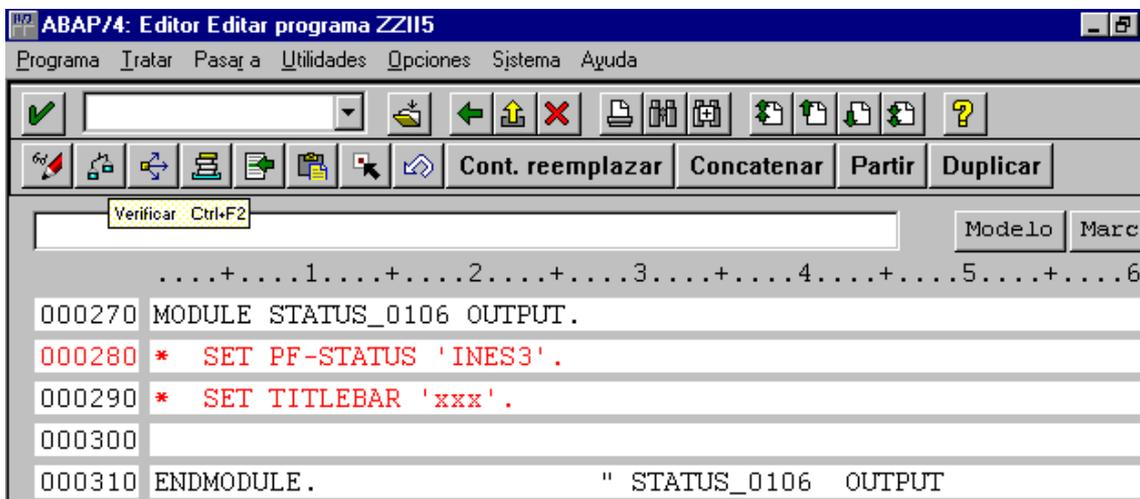 ABAP/4: Editor Editar programa ZZII5
Programa Tratar Pasar a Utilidades Opciones Sistema Ayuda
Cont. reemplazar Concatenar Partir Duplicar
Verificar Ctrl+F2
Modelo Marc
....+....1....+....2....+....3....+....4....+....5....+....6
000270 MODULE STATUS_0106 OUTPUT.
000280 *  SET PF-STATUS 'INES3'.
000290 *  SET TITLEBAR 'xxx'.
000300
000310 ENDMODULE.                 " STATUS_0106  OUTPUT